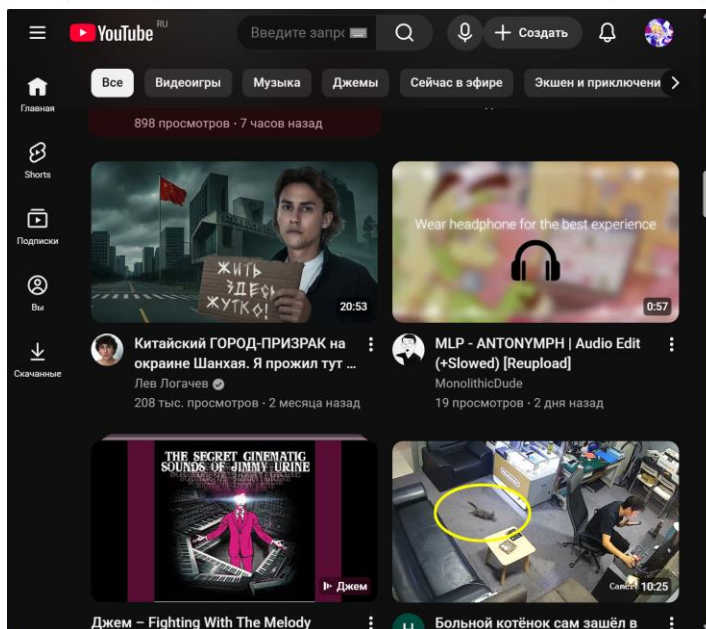 YouTube RU
Введите запрс
Создать
Все
Видеоигры
Музыка
Джемы
Сейчас в эфире
Экшен и приключени
Главная
Shorts
Подписки
Вы
Скачанные
898 просмотров • 7 часов назад
ЖИТЬ
ЗДЕСЬ
ЖУТКО!
20:53
Wear headphone for the best experience
0:57
Китайский ГОРОД-ПРИЗРАК на
окраине Шанхая. Я прожил тут ...
Лев Логачев
208 тыс. просмотров • 2 месяца назад
MLP - ANTONYMPH | Audio Edit
(+Slowed) [Reupload]
MonolithicDude
19 просмотров • 2 дня назад
THE SECRET CINEMATIC
SOUNDS OF JIMMY URINE
Джем
10:25
Джем – Fighting With The Melody
Больной котёнок сам зашёл в